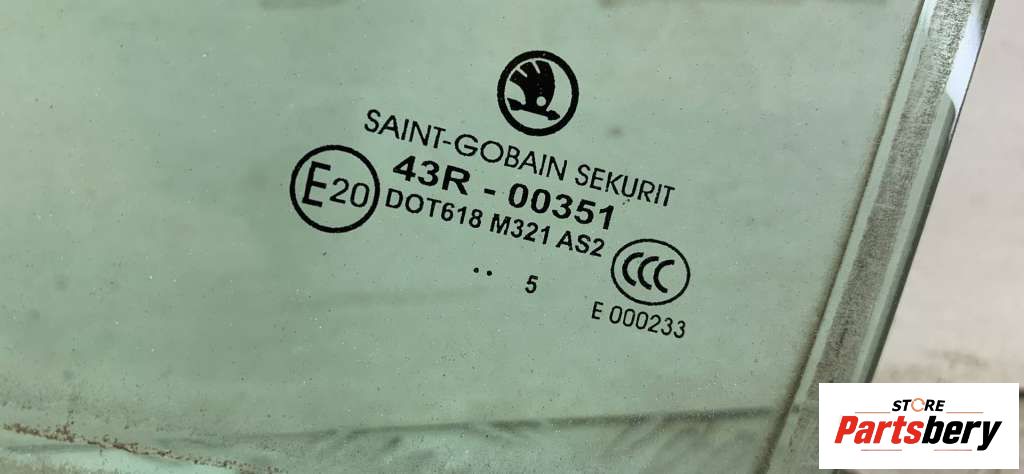 SAINT-GOBAIN SEKURIT
E20
43R - 00351
DOT618 M321 AS2
CCC
.. 5
E 000233
STORE
Partsbery